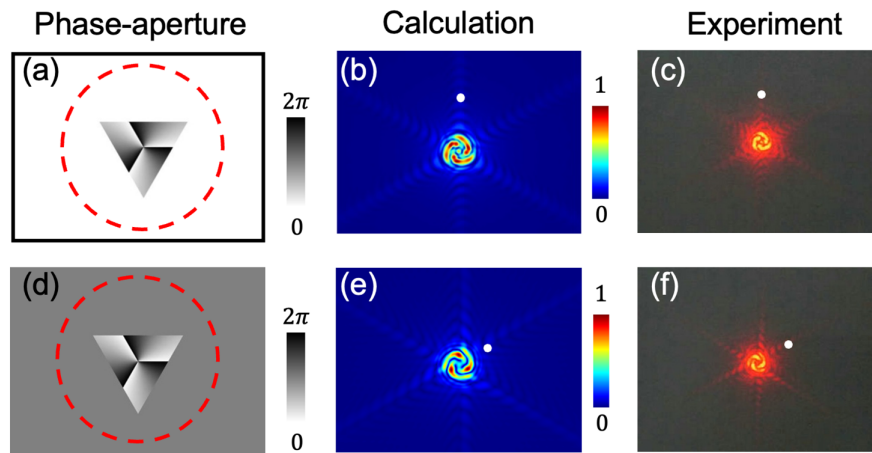 Phase-aperture Calculation Experiment
(a) 2π 0 (b) 1 0 (c)
(d) 2π 0 (e) 1 0 (f)